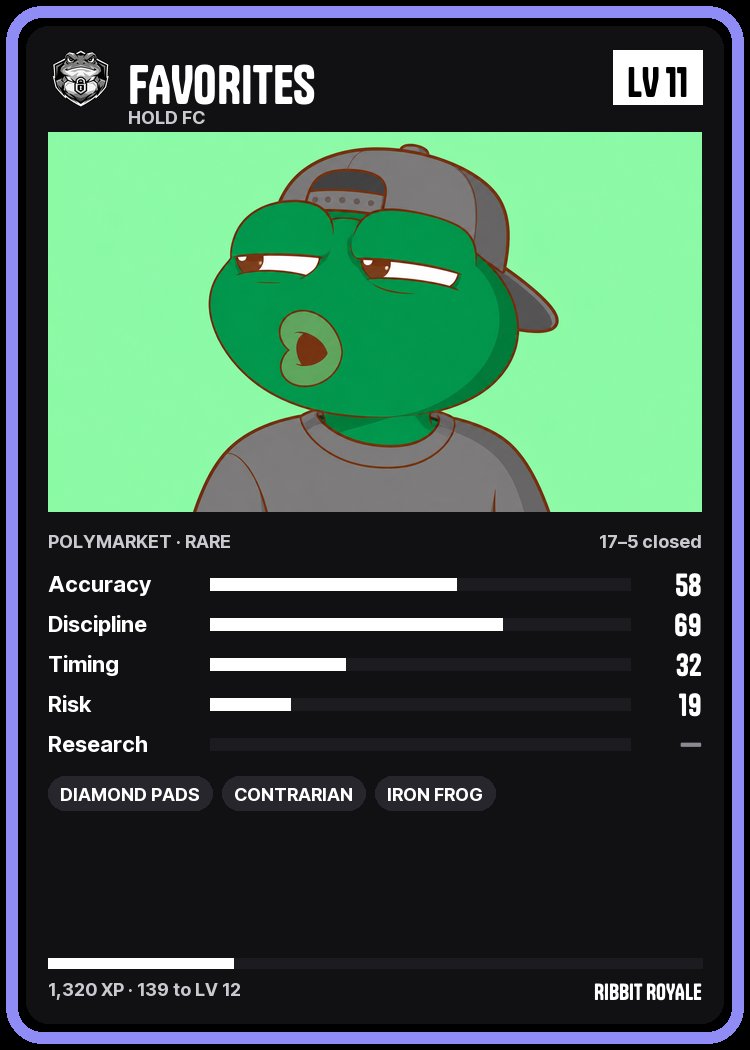 FAVORITES
LV 11
HOLD FC
POLYMARKET · RARE
17–5 closed
Accuracy 58
Discipline 69
Timing 32
Risk 19
Research —
DIAMOND PADS CONTRARIAN IRON FROG
1,320 XP · 139 to LV 12
RIBBIT ROYALE